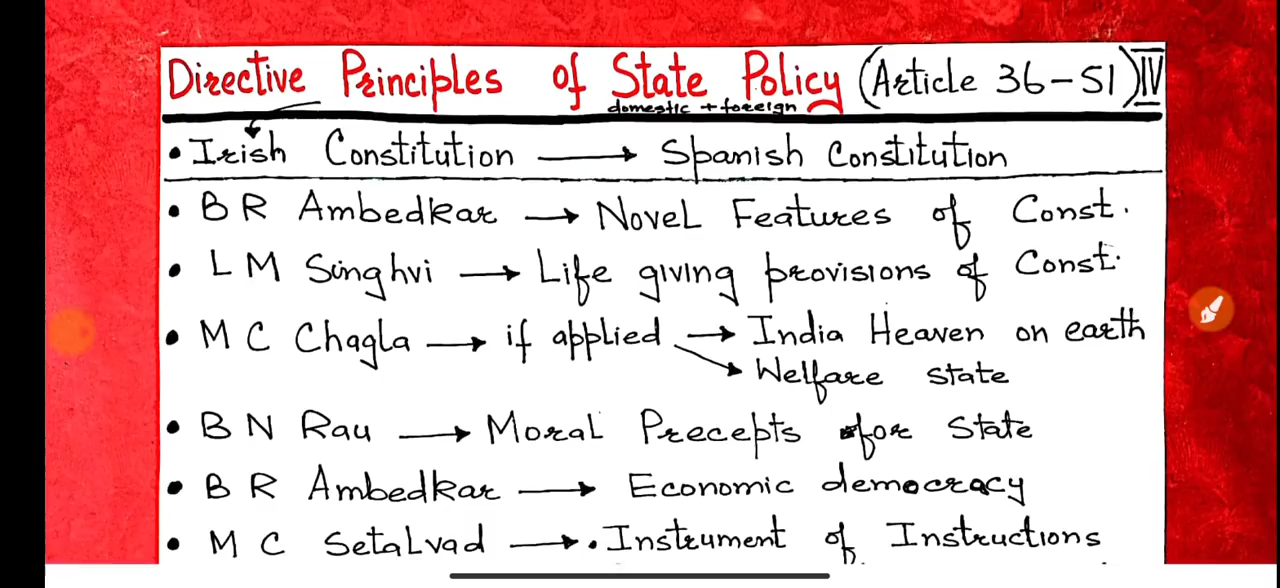 Directive Principles of State Policy (Article 36-51) IV
domestic + foreign
• Irish Constitution → Spanish Constitution
• B R Ambedkar → Novel Features of Const.
• L M Singhvi → Life giving provisions of Const.
• M C Chagla → if applied → India Heaven on earth
→ Welfare state
• B N Rau → Moral Precepts for State
• B R Ambedkar → Economic democracy
• M C Setalvad → • Instrument of Instructions